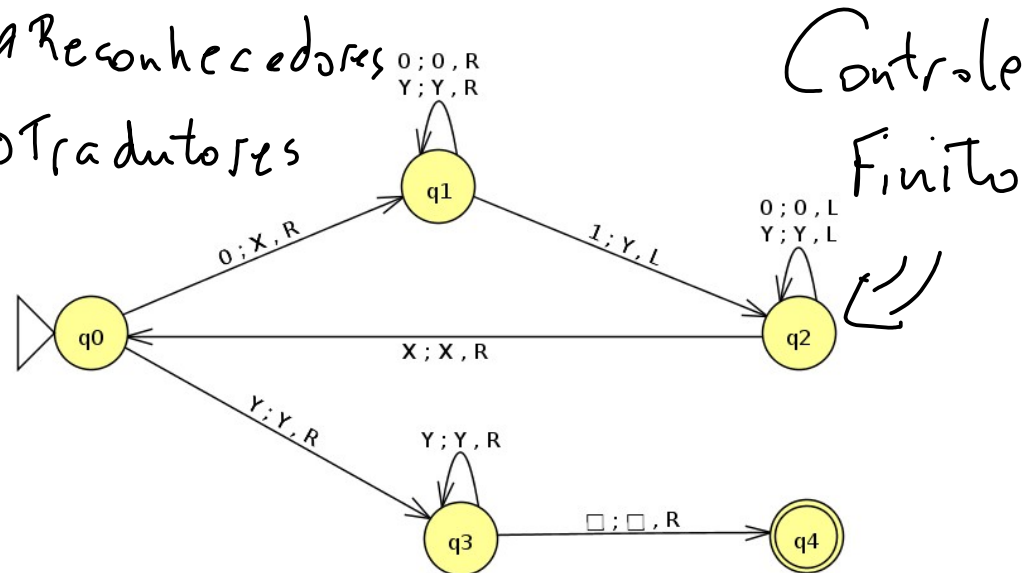 Reconhecedores
Tradutores
Controle
Finito
0;0,R
Y;Y,R
q1
0;X,R
1;Y,L
0;0,L
Y;Y,L
q0
q2
X;X,R
Y;Y,R
Y;Y,R
q3
□;□,R
q4